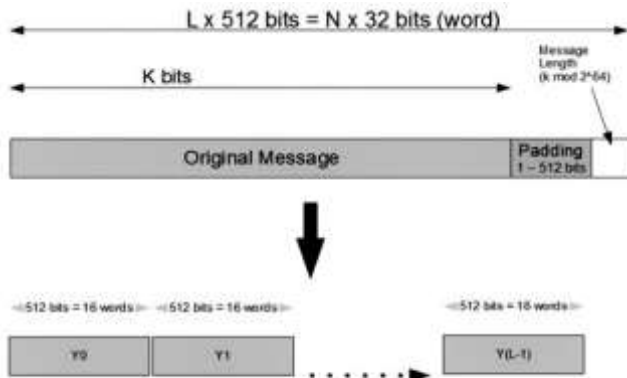 L x 512 bits = N x 32 bits (word)
Message
Length
(k mod 2^64)
K bits
Original Message
Padding
1 – 512 bits
512 bits = 16 words
512 bits = 16 words
512 bits = 16 words
Y0
Y1
Y(L-1)